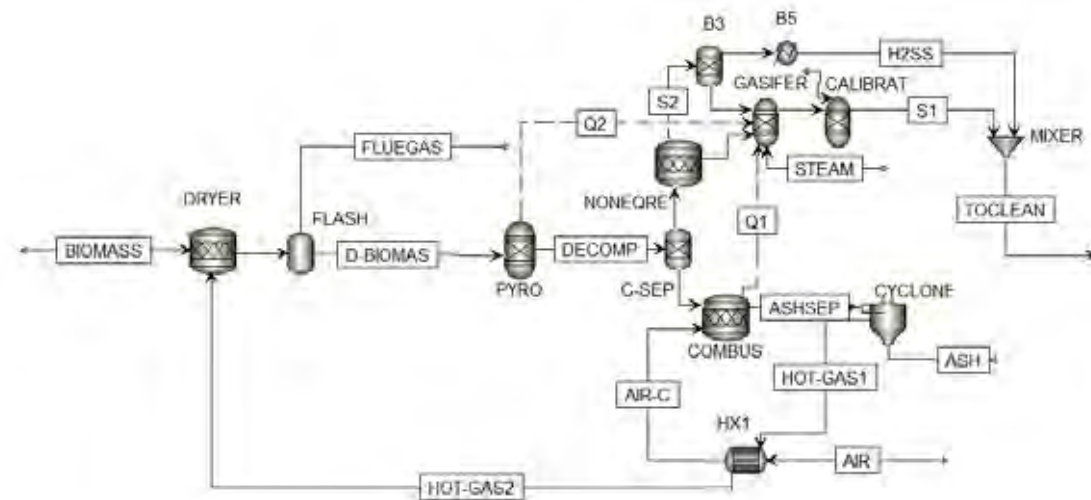 B5
B3
H2SS
GASIFER
CALIBRAT
S2
S1
Q2
FLUEGAS
MIXER
STEAM
DRYER
NONEQRE
FLASH
Q1
TOCLEAN
BIOMASS
D-BIOMAS
DECOMP
PYRO
C-SEP
ASHSEP
CYCLONE
COMBUS
ASH
HOT-GAS1
AIR-C
HX1
AIR
HOT-GAS2